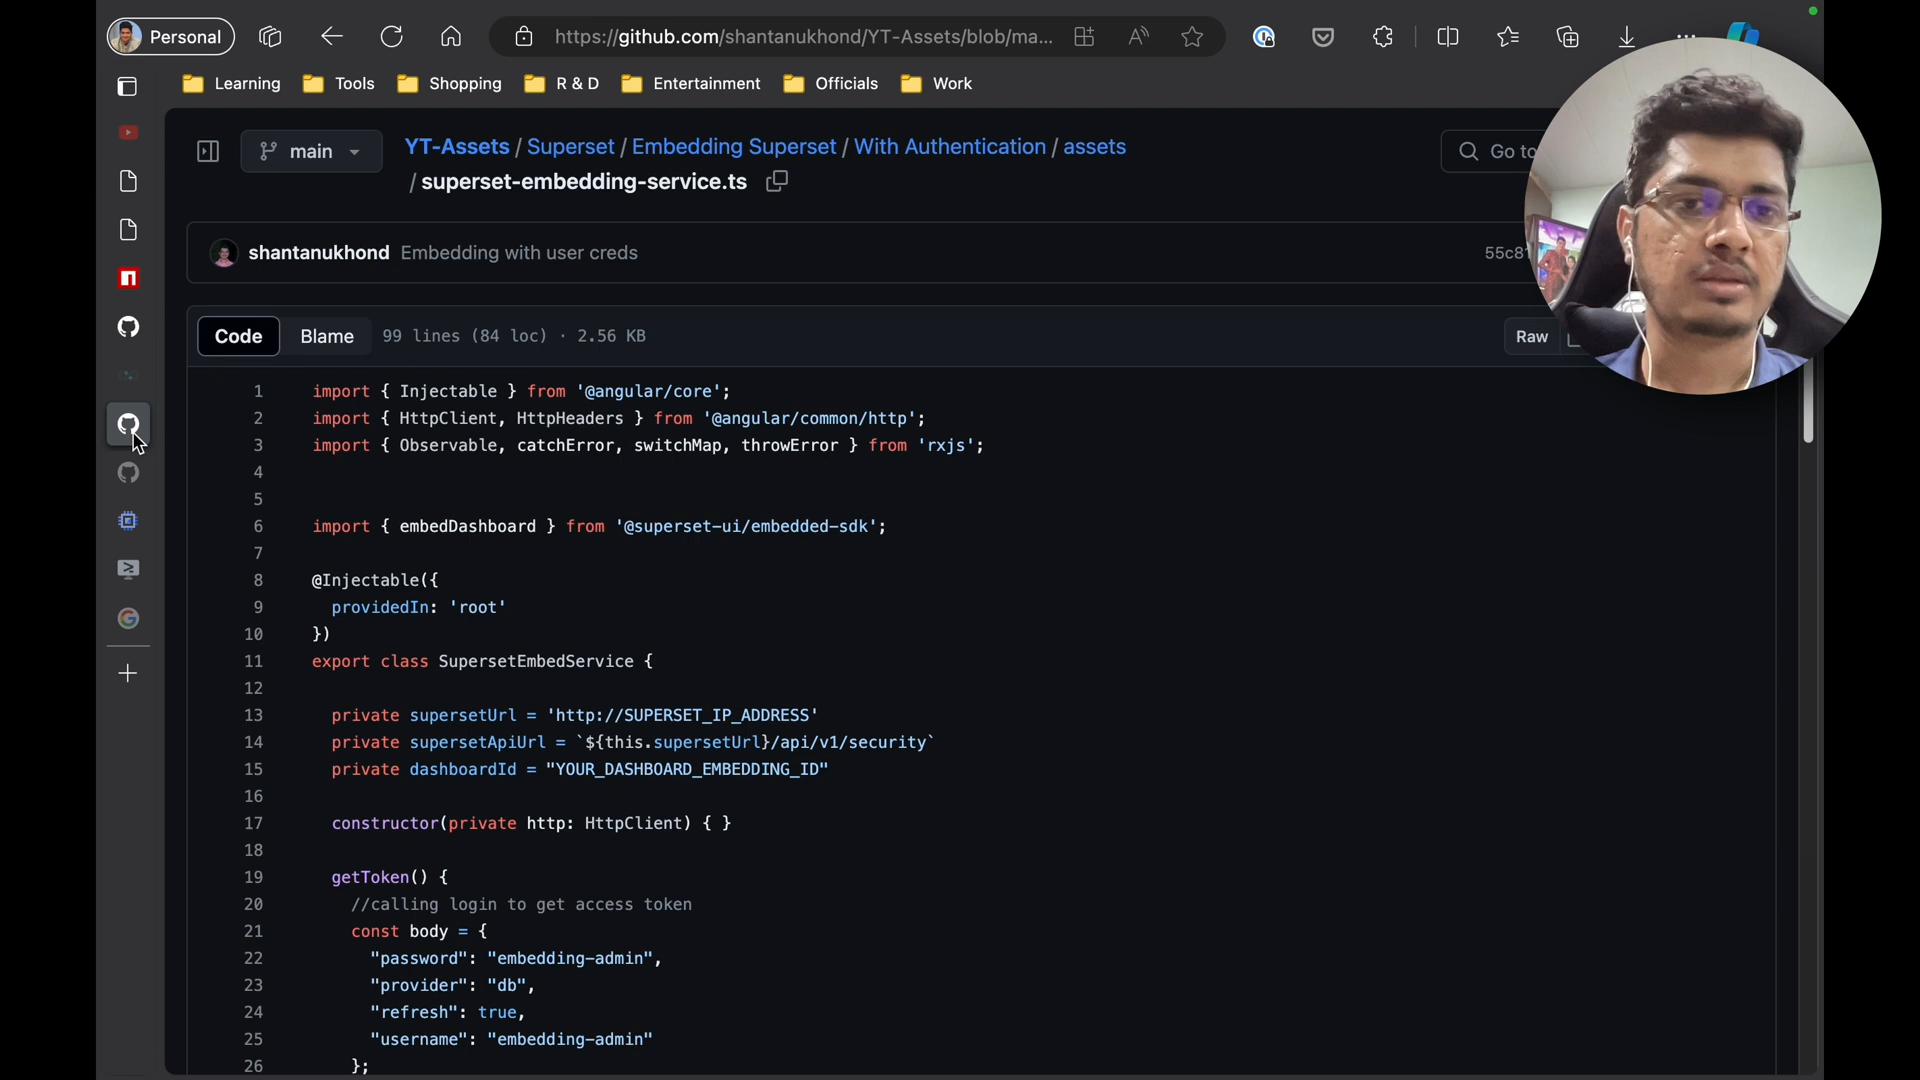 Personal
https://github.com/shantanukhond/YT-Assets/blob/ma...
Learning Tools Shopping R & D Entertainment Officials Work
main YT-Assets / Superset / Embedding Superset / With Authentication / assets
/ superset-embedding-service.ts
Go to
shantanukhond Embedding with user creds
Code Blame 99 lines (84 loc) · 2.56 KB Raw
1 import { Injectable } from '@angular/core';
2 import { HttpClient, HttpHeaders } from '@angular/common/http';
3 import { Observable, catchError, switchMap, throwError } from 'rxjs';
4
5
6 import { embedDashboard } from '@superset-ui/embedded-sdk';
7
8 @Injectable({
9 providedIn: 'root'
10 })
11 export class SupersetEmbedService {
12
13 private supersetUrl = 'http://SUPERSET_IP_ADDRESS'
14 private supersetApiUrl = `${this.supersetUrl}/api/v1/security`
15 private dashboardId = "YOUR_DASHBOARD_EMBEDDING_ID"
16
17 constructor(private http: HttpClient) { }
18
19 getToken() {
20 //calling login to get access token
21 const body = {
22 "password": "embedding-admin",
23 "provider": "db",
24 "refresh": true,
25 "username": "embedding-admin"
26 };